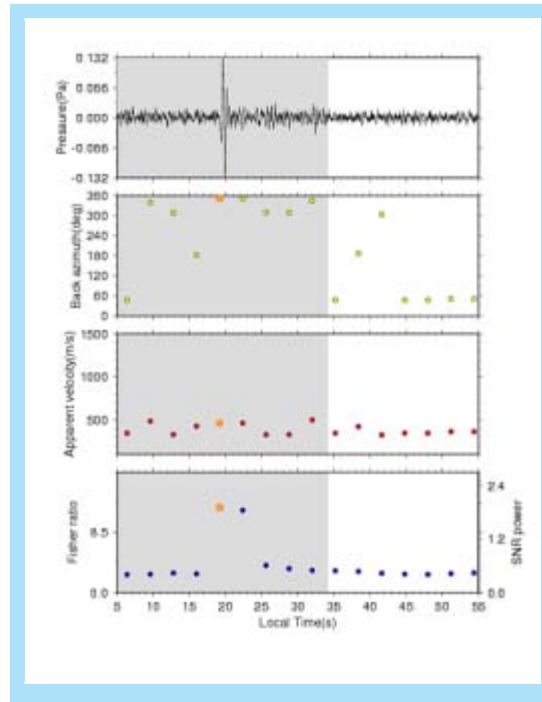 0.132
0.066
0.000
-0.066
-0.132
Pressure(Pa)
360
300
240
180
120
60
0
Back azimuth(deg)
1500
1000
500
Apparent velocity(m/s)
8.5
0.0
Fisher ratio
2.4
1.2
0.0
SNR power
5 10 15 20 25 30 35 40 45 50 55
Local Time(s)